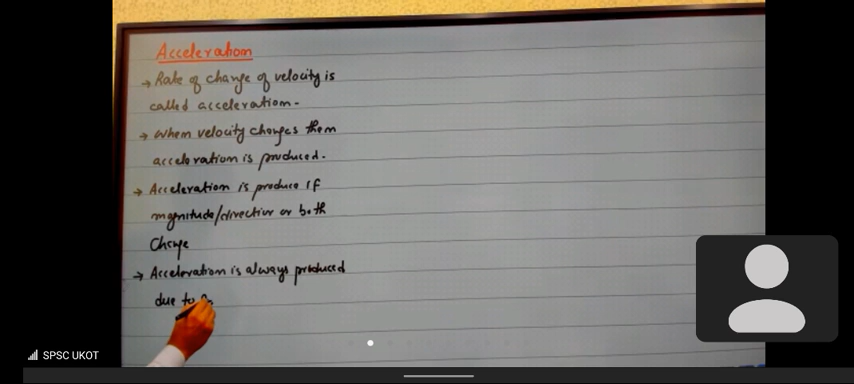 Acceleration
→ Rate of change of velocity is
called acceleration.
→ When velocity changes then
acceleration is produced.
→ Acceleration is produce if
magnitude/direction or both
Change
→ Acceleration is always produced
due to
SPSC UKOT